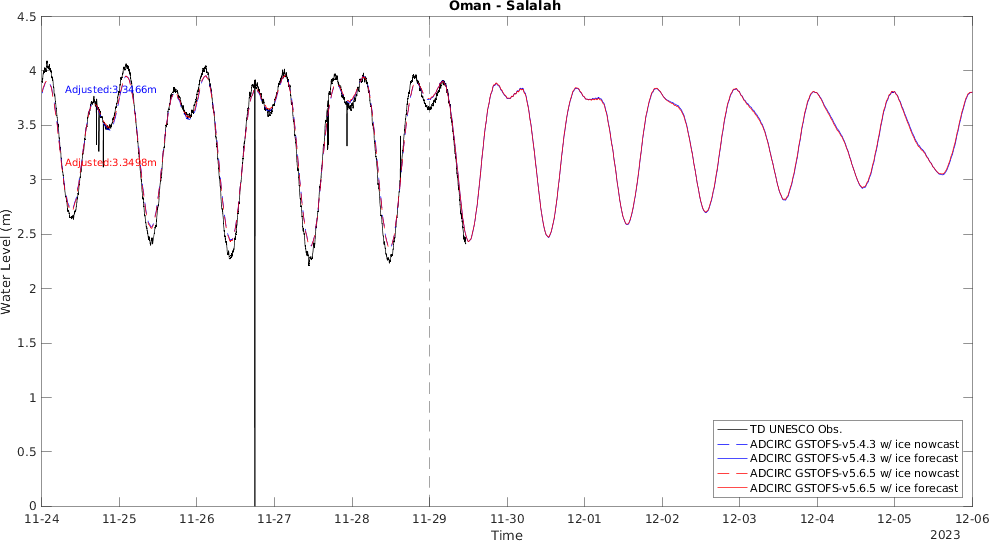 Oman - Salalah
4.5
4
3.5
3
2.5
2
1.5
1
0.5
0
Water Level (m)
Adjusted:3.3466m
Adjusted:3.3498m
TD UNESCO Obs.
ADCIRC GSTOFS-v5.4.3 w/ ice nowcast
ADCIRC GSTOFS-v5.4.3 w/ ice forecast
ADCIRC GSTOFS-v5.6.5 w/ ice nowcast
ADCIRC GSTOFS-v5.6.5 w/ ice forecast
11-24 11-25 11-26 11-27 11-28 11-29 11-30 12-01 12-02 12-03 12-04 12-05 12-06
Time
2023